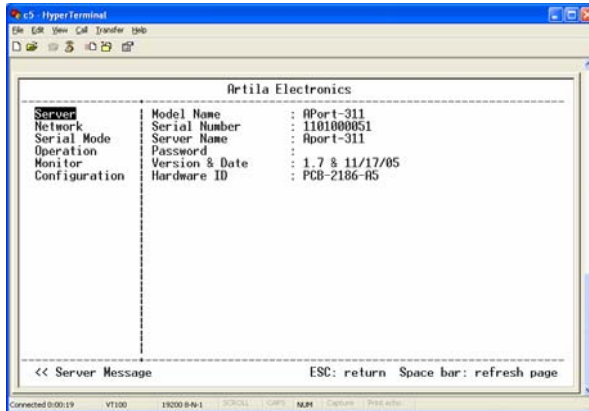 c5 - HyperTerminal
File Edit View Call Transfer Help
Artila Electronics
Server
Network
Serial Mode
Operation
Monitor
Configuration
Model Name : APort-311
Serial Number : 1101000051
Server Name : Aport-311
Password :
Version & Date : 1.7 & 11/17/05
Hardware ID : PCB-2186-A5
<< Server Message ESC: return Space bar: refresh page
Connected 0:00:19 VT100 19200 8-N-1 SCROLL CAPS NUM Capture Print echo